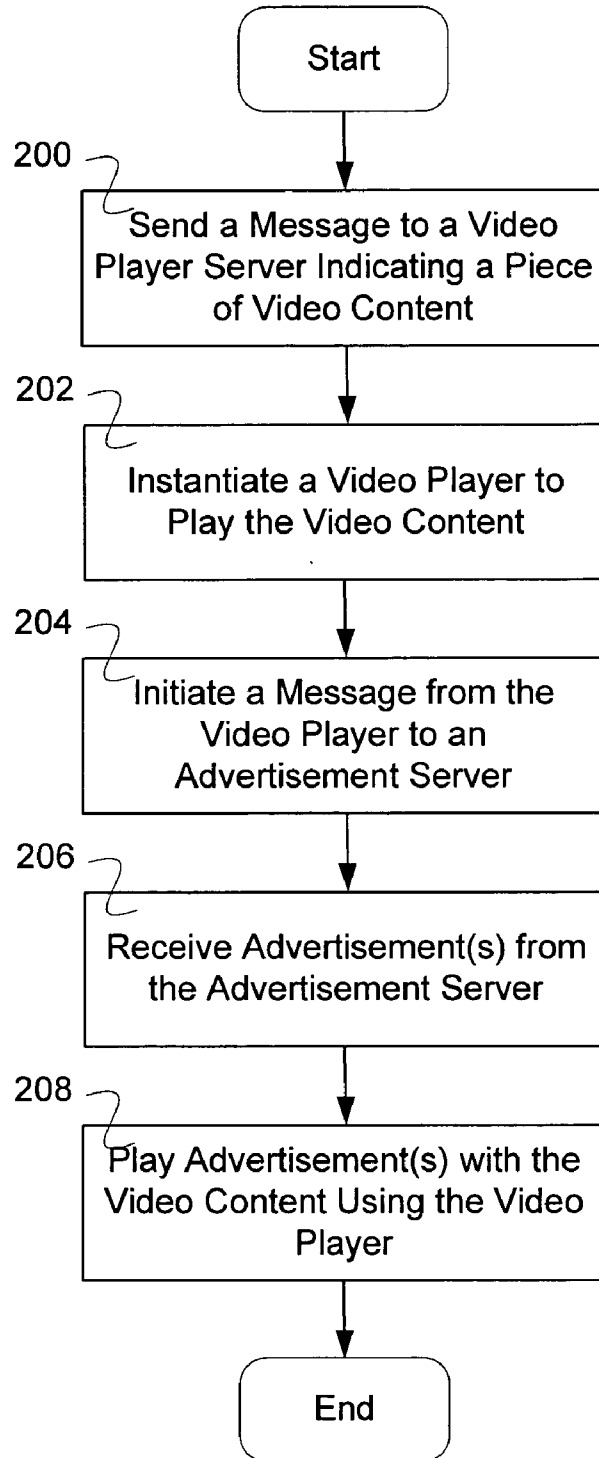 Start
200
Send a Message to a Video
Player Server Indicating a Piece
of Video Content
202
Instantiate a Video Player to
Play the Video Content
204
Initiate a Message from the
Video Player to an
Advertisement Server
206
Receive Advertisement(s) from
the Advertisement Server
208
Play Advertisement(s) with the
Video Content Using the Video
Player
End